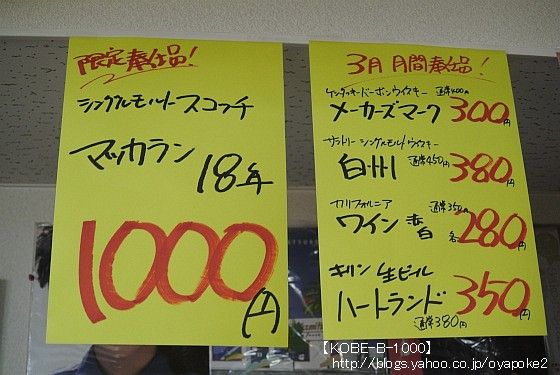 限定奉仕品!
シングルモルトスコッチ
マッカラン 18年
1000円
3月 月間奉仕品!
ケンタッキーバーボンウイスキー 通常400円
メーカーズマーク 300円
サントリー シングルモルトウイスキー
白州 通常450円 380円
カリフォルニア 通常350円
ワイン 赤白 各280円
キリン 生ビール
ハートランド 350円
通常380円
【KOBE-B-1000】
http://blogs.yahoo.co.jp/oyapoke2